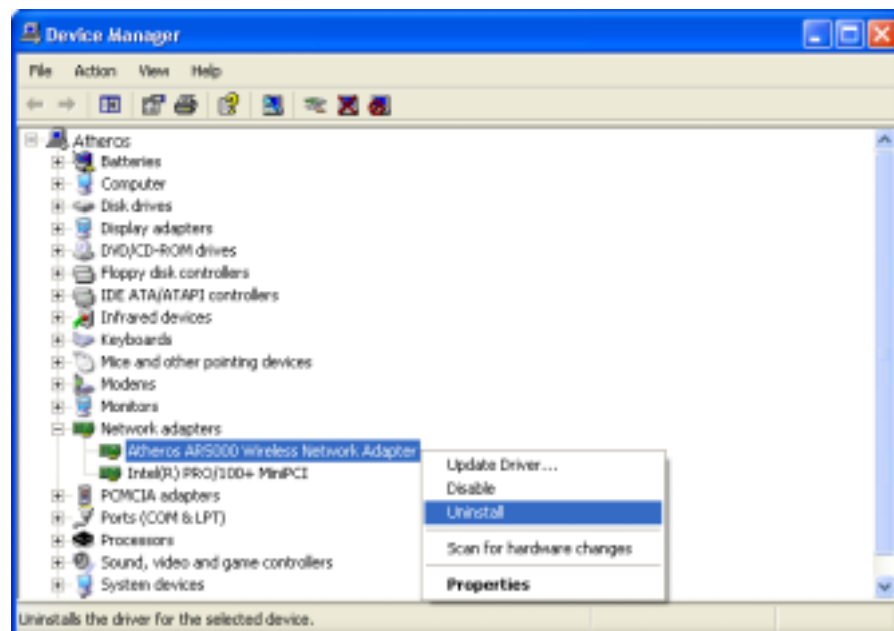 Device Manager
File Action View Help
Atheros
Batteries
Computer
Disk drives
Display adapters
DVD/CD-ROM drives
Floppy disk controllers
IDE ATA/ATAPI controllers
Infrared devices
Keyboards
Mice and other pointing devices
Modems
Monitors
Network adapters
Atheros AR5000 Wireless Network Adapter
Intel(R) PRO/100+ MiniPCI
PCMCIA adapters
Ports (COM & LPT)
Processors
Sound, video and game controllers
System devices
Update Driver...
Disable
Uninstall
Scan for hardware changes
Properties
Uninstalls the driver for the selected device.